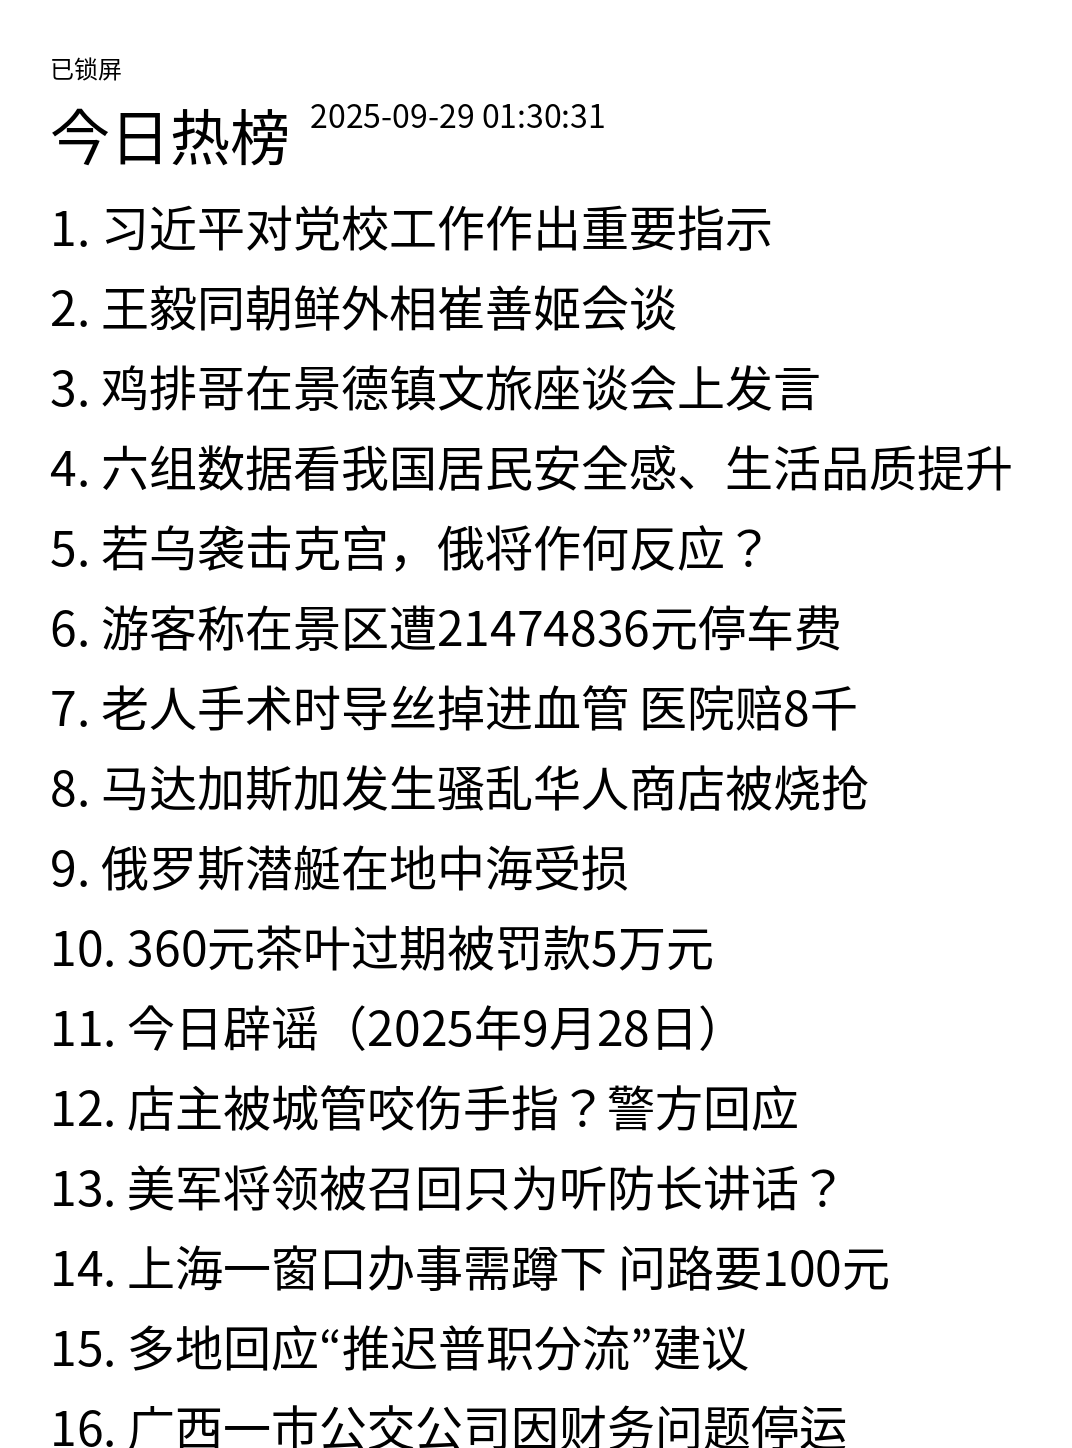 已锁屏
今日热榜 2025-09-29 01:30:31
1. 习近平对党校工作作出重要指示
2. 王毅同朝鲜外相崔善姬会谈
3. 鸡排哥在景德镇文旅座谈会上发言
4. 六组数据看我国居民安全感、生活品质提升
5. 若乌袭击克宫，俄将作何反应？
6. 游客称在景区遭21474836元停车费
7. 老人手术时导丝掉进血管 医院赔8千
8. 马达加斯加发生骚乱华人商店被烧抢
9. 俄罗斯潜艇在地中海受损
10. 360元茶叶过期被罚款5万元
11. 今日辟谣（2025年9月28日）
12. 店主被城管咬伤手指？警方回应
13. 美军将领被召回只为听防长讲话？
14. 上海一窗口办事需蹲下 问路要100元
15. 多地回应“推迟普职分流”建议
16. 广西一市公交公司因财务问题停运